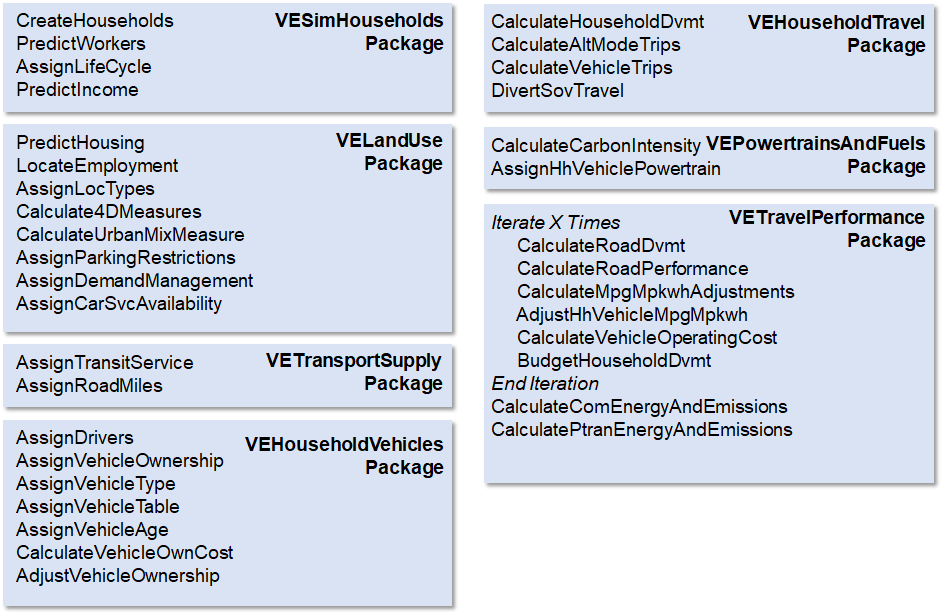 CreateHouseholds
PredictWorkers
AssignLifeCycle
PredictIncome
VESimHouseholds
Package
PredictHousing
LocateEmployment
AssignLocTypes
Calculate4DMeasures
CalculateUrbanMixMeasure
AssignParkingRestrictions
AssignDemandManagement
AssignCarSvcAvailability
VELandUse
Package
AssignTransitService
AssignRoadMiles
VETransportSupply
Package
AssignDrivers
AssignVehicleOwnership
AssignVehicleType
AssignVehicleTable
AssignVehicleAge
CalculateVehicleOwnCost
AdjustVehicleOwnership
VEHouseholdVehicles
Package
CalculateHouseholdDvmt
CalculateAltModeTrips
CalculateVehicleTrips
DivertSovTravel
VEHouseholdTravel
Package
CalculateCarbonIntensity
AssignHhVehiclePowertrain
VEPowertrainsAndFuels
Package
Iterate X Times
CalculateRoadDvmt
CalculateRoadPerformance
CalculateMpgMpkwhAdjustments
AdjustHhVehicleMpgMpkwh
CalculateVehicleOperatingCost
BudgetHouseholdDvmt
End Iteration
CalculateComEnergyAndEmissions
CalculatePtranEnergyAndEmissions
VETravelPerformance
Package